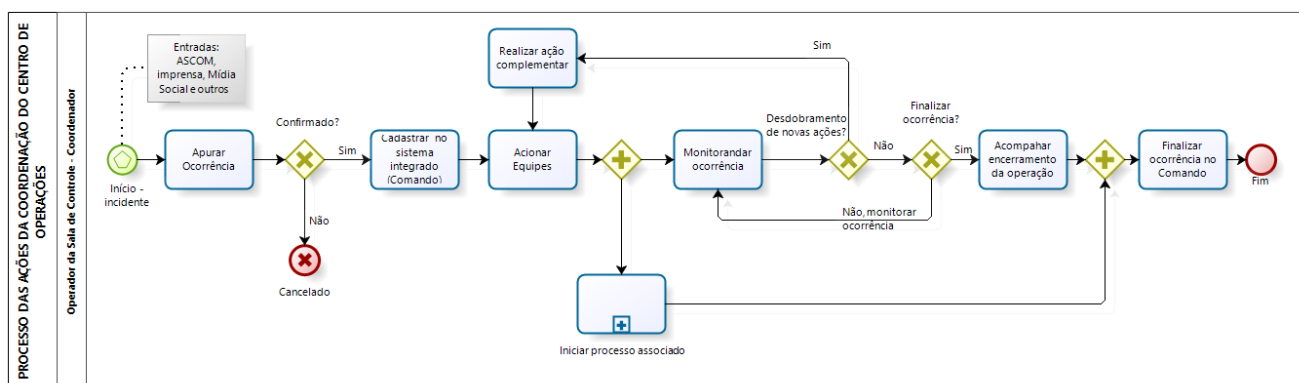 PROCESSO DAS AÇÕES DA COORDENAÇÃO DO CENTRO DE
OPERAÇÕES
Operador da Sala de Controle - Coordenador
Entradas:
ASCOM,
imprensa, Mídia
Social e outros
Início -
incidente
Apurar
Ocorrência
Confirmado?
Sim
Não
Cancelado
Cadastrar no
sistema
integrado
(Comando)
Realizar ação
complementar
Acionar
Equipes
Iniciar processo associado
Monitorandar
ocorrência
Sim
Desdobramento
de novas ações?
Não
Finalizar
ocorrência?
Sim
Não, monitorar
ocorrência
Acompahar
encerramento
da operação
Finalizar
ocorrência no
Comando
Fim